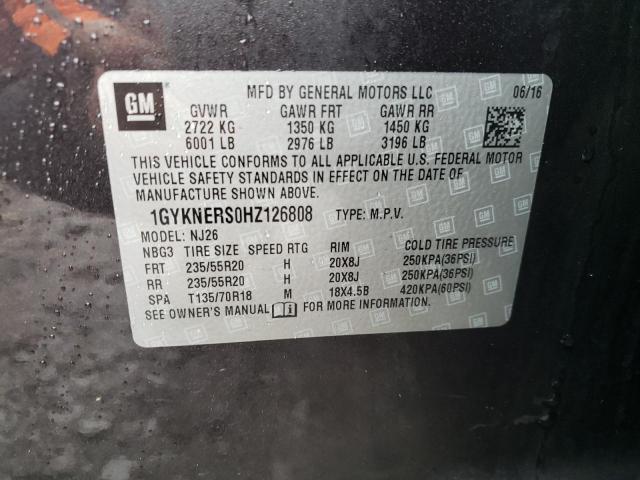 GM
MFD BY GENERAL MOTORS LLC 06/16
GVWR GAWR FRT GAWR RR
2722 KG 1350 KG 1450 KG
6001 LB 2976 LB 3196 LB
THIS VEHICLE CONFORMS TO ALL APPLICABLE U.S. FEDERAL MOTOR
VEHICLE SAFETY STANDARDS IN EFFECT ON THE DATE OF
MANUFACTURE SHOWN ABOVE.
1GYKNERS0HZ126808 TYPE: M.P.V.
MODEL: NJ26
NBG3 TIRE SIZE SPEED RTG RIM COLD TIRE PRESSURE
FRT 235/55R20 H 20X8J 250KPA(36PSI)
RR 235/55R20 H 20X8J 250KPA(36PSI)
SPA T135/70R18 M 18X4.5B 420KPA(60PSI)
SEE OWNER'S MANUAL FOR MORE INFORMATION.